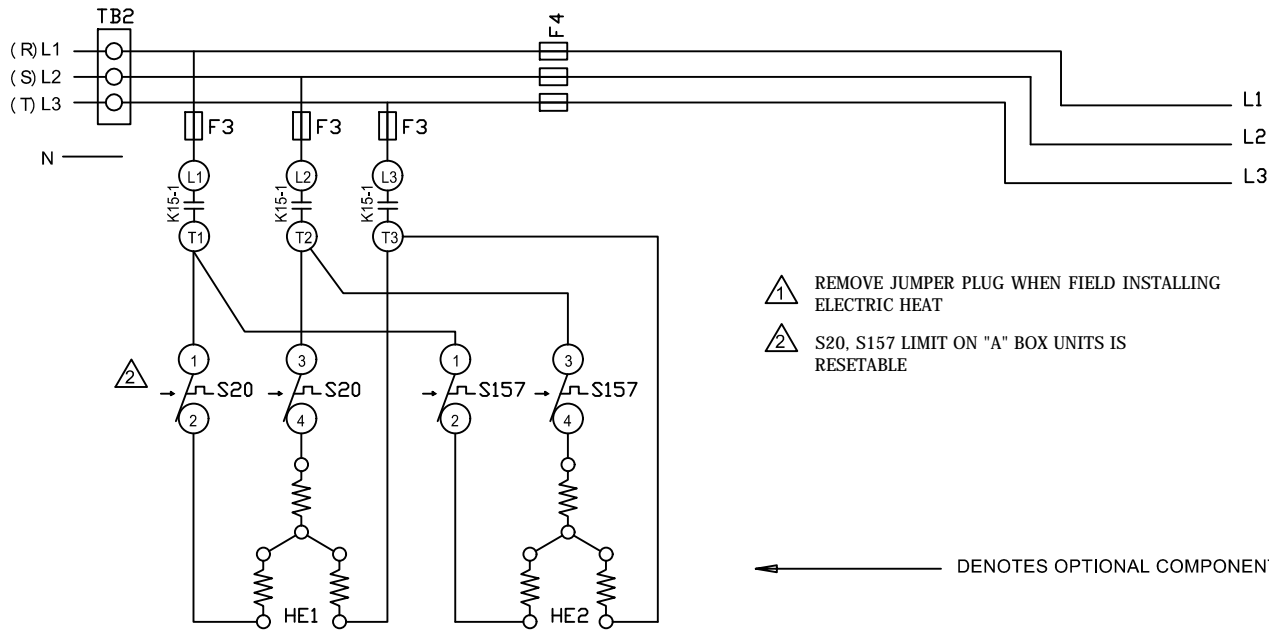 TB2
F4
(R) L1
(S) L2
(T) L3
N
L1
L2
L3
F3
F3
F3
L1
L2
L3
K15-1
K15-1
K15-1
T1
T2
T3
1
REMOVE JUMPER PLUG WHEN FIELD INSTALLING
ELECTRIC HEAT
2
S20, S157 LIMIT ON "A" BOX UNITS IS
RESETABLE
2
1
3
1
3
S20
S20
S157
S157
2
4
2
4
HE1
HE2
DENOTES OPTIONAL COMPONENT